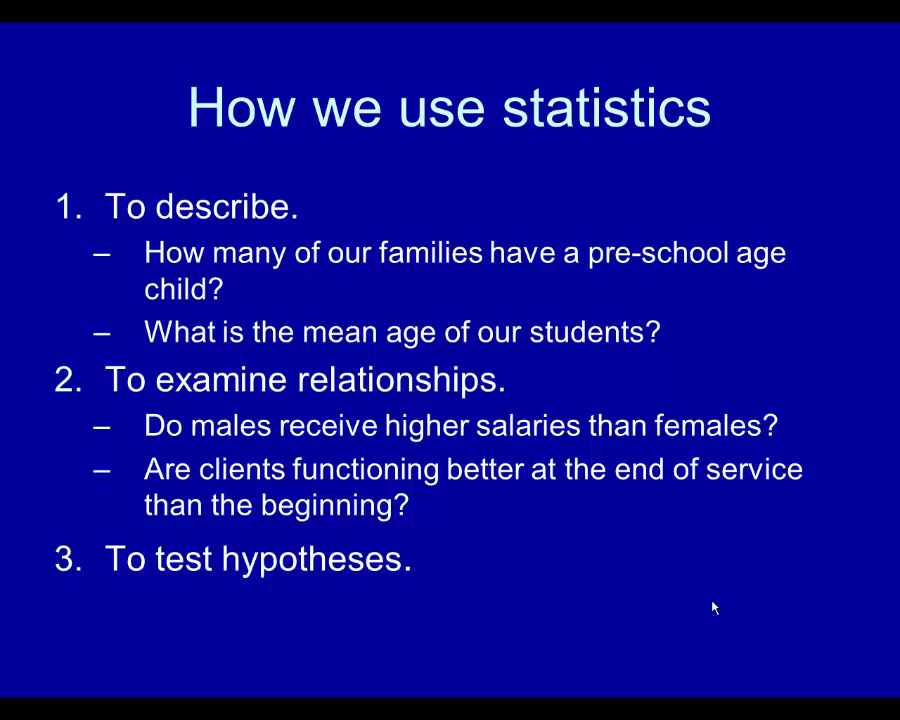 How we use statistics
1. To describe.
– How many of our families have a pre-school age
child?
– What is the mean age of our students?
2. To examine relationships.
– Do males receive higher salaries than females?
– Are clients functioning better at the end of service
than the beginning?
3. To test hypotheses.